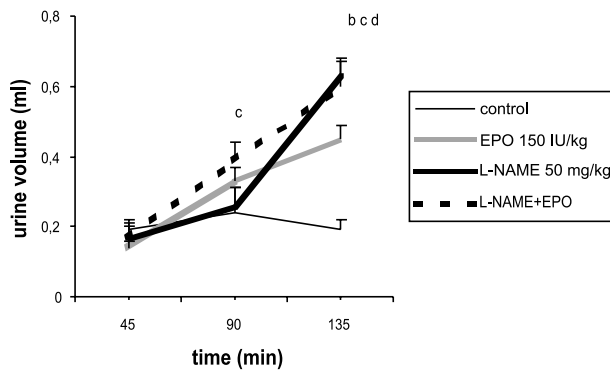 b c d
0,8
0,6
c
0,4
0,2
0
45 90 135
urine volume (ml)
time (min)
control
EPO 150 IU/kg
L-NAME 50 mg/kg
L-NAME+EPO